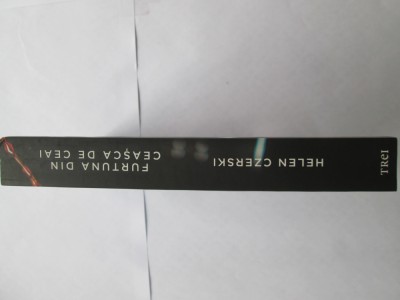 HELEN CZERSKI
FURTUNA DIN
CEAȘCA DE CEAI
TREI